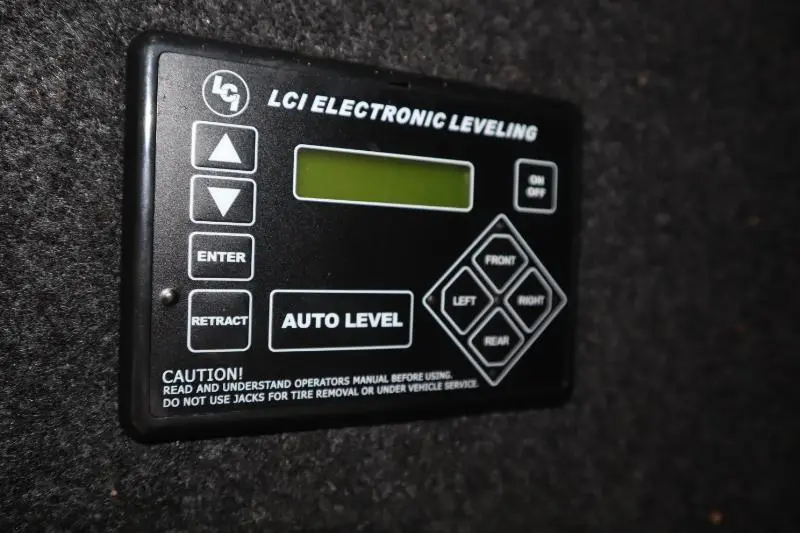 LCI
LCI ELECTRONIC LEVELING
ON
OFF
ENTER
FRONT
LEFT
RIGHT
REAR
RETRACT
AUTO LEVEL
CAUTION!
READ AND UNDERSTAND OPERATORS MANUAL BEFORE USING.
DO NOT USE JACKS FOR TIRE REMOVAL OR UNDER VEHICLE SERVICE.